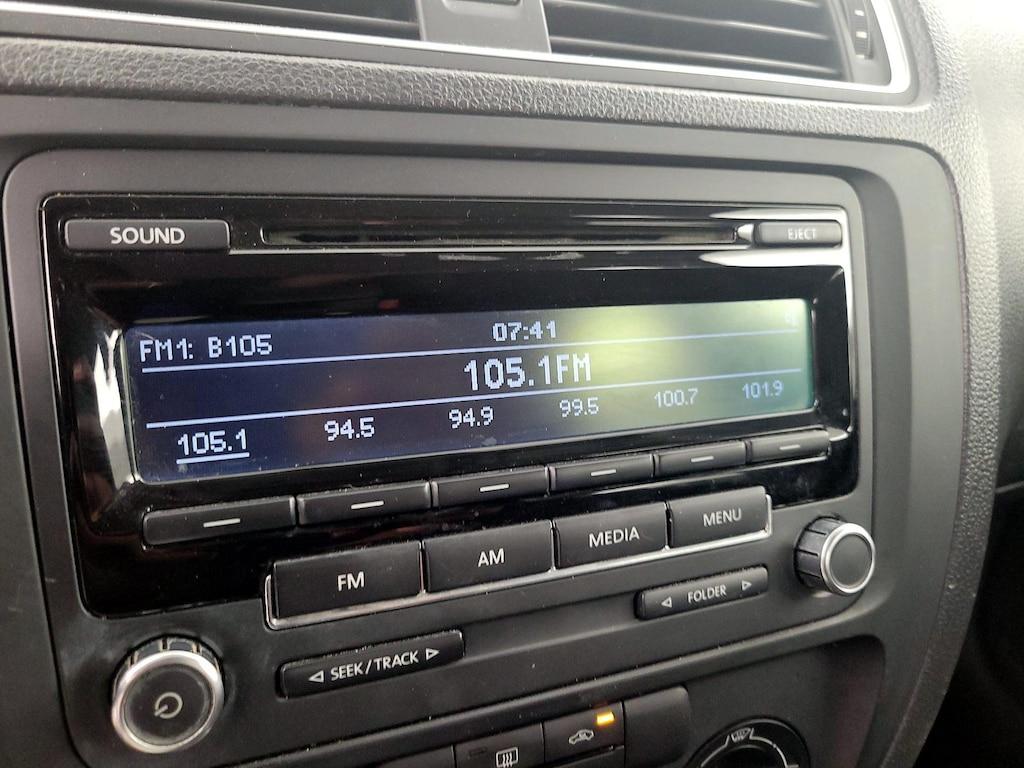 SOUND
EJECT
FM1: B105 07:41
105.1FM
105.1 94.5 94.9 99.5 100.7 101.9
FM AM MEDIA MENU
FOLDER
SEEK / TRACK